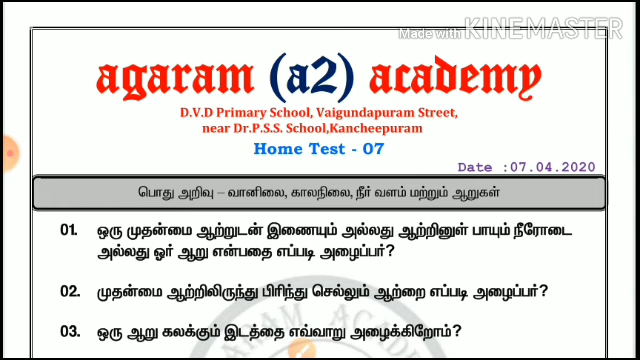 Made with KINEMASTER
agaram (a2) academy
D.V.D Primary School, Vaigundapuram Street,
near Dr.P.S.S. School,Kancheepuram
Home Test - 07
Date :07.04.2020
பொது அறிவு – வானிலை, காலநிலை, நீர் வளம் மற்றும் ஆறுகள்
01. ஒரு முதன்மை ஆற்றுடன் இணையும் அல்லது ஆற்றினுள் பாயும் நீரோடை
அல்லது ஓர் ஆறு என்பதை எப்படி அழைப்பர்?
02. முதன்மை ஆற்றிலிருந்து பிரிந்து செல்லும் ஆற்றை எப்படி அழைப்பர்?
03. ஒரு ஆறு கலக்கும் இடத்தை எவ்வாறு அழைக்கிறோம்?